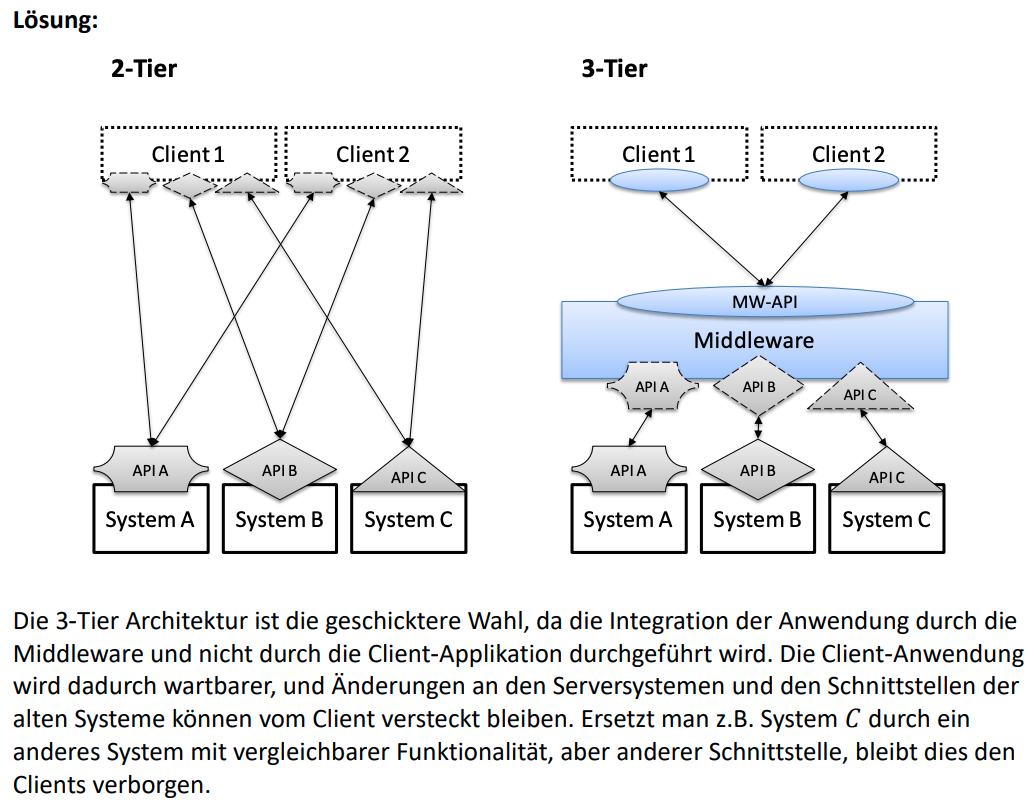 Lösung:
2-Tier
3-Tier
Client 1
Client 2
Client 1
Client 2
MW-API
Middleware
API A
API B
API C
API A
API B
API C
API A
API B
API C
System A
System B
System C
System A
System B
System C
Die 3-Tier Architektur ist die geschicktere Wahl, da die Integration der Anwendung durch die
Middleware und nicht durch die Client-Applikation durchgeführt wird. Die Client-Anwendung
wird dadurch wartbarer, und Änderungen an den Serversystemen und den Schnittstellen der
alten Systeme können vom Client versteckt bleiben. Ersetzt man z.B. System C durch ein
anderes System mit vergleichbarer Funktionalität, aber anderer Schnittstelle, bleibt dies den
Clients verborgen.